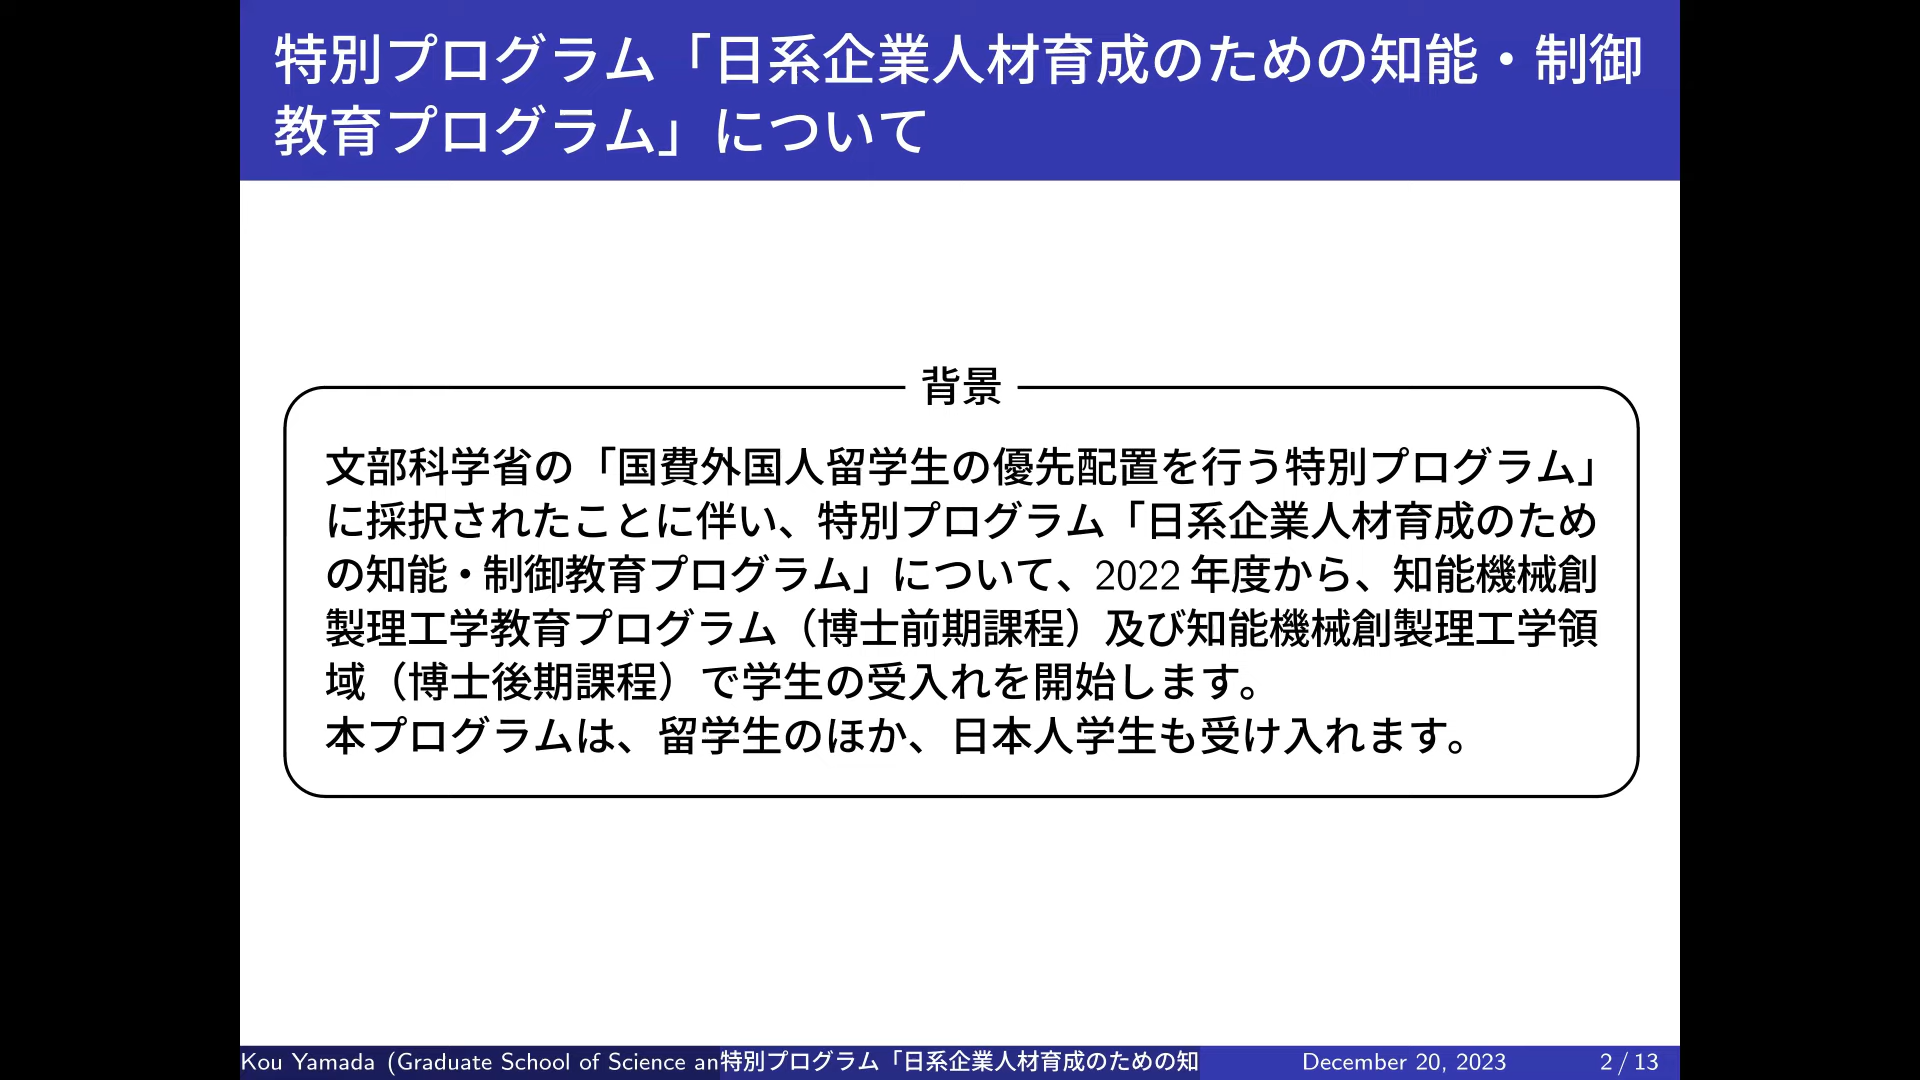 特別プログラム「日系企業人材育成のための知能・制御
教育プログラム」について
背景
文部科学省の「国費外国人留学生の優先配置を行う特別プログラム」
に採択されたことに伴い、特別プログラム「日系企業人材育成のため
の知能・制御教育プログラム」について、2022 年度から、知能機械創
製理工学教育プログラム（博士前期課程）及び知能機械創製理工学領
域（博士後期課程）で学生の受入れを開始します。
本プログラムは、留学生のほか、日本人学生も受け入れます。
Kou Yamada (Graduate School of Science an特別プログラム「日系企業人材育成のための知 December 20, 2023 2 / 13